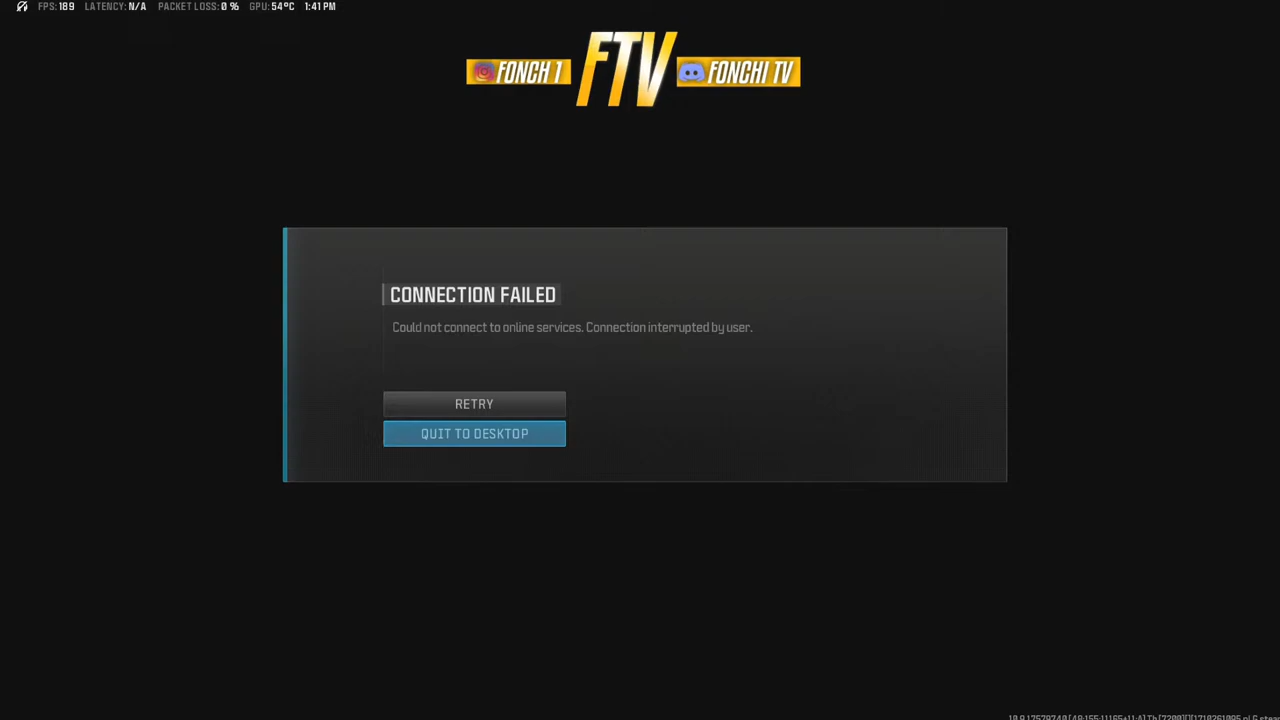 FPS: 189 LATENCY: N/A PACKET LOSS: 0 % GPU: 54°C 1:41 PM
FONCH 1 FTV FONCHI TV
CONNECTION FAILED
Could not connect to online services. Connection interrupted by user.
RETRY
QUIT TO DESKTOP